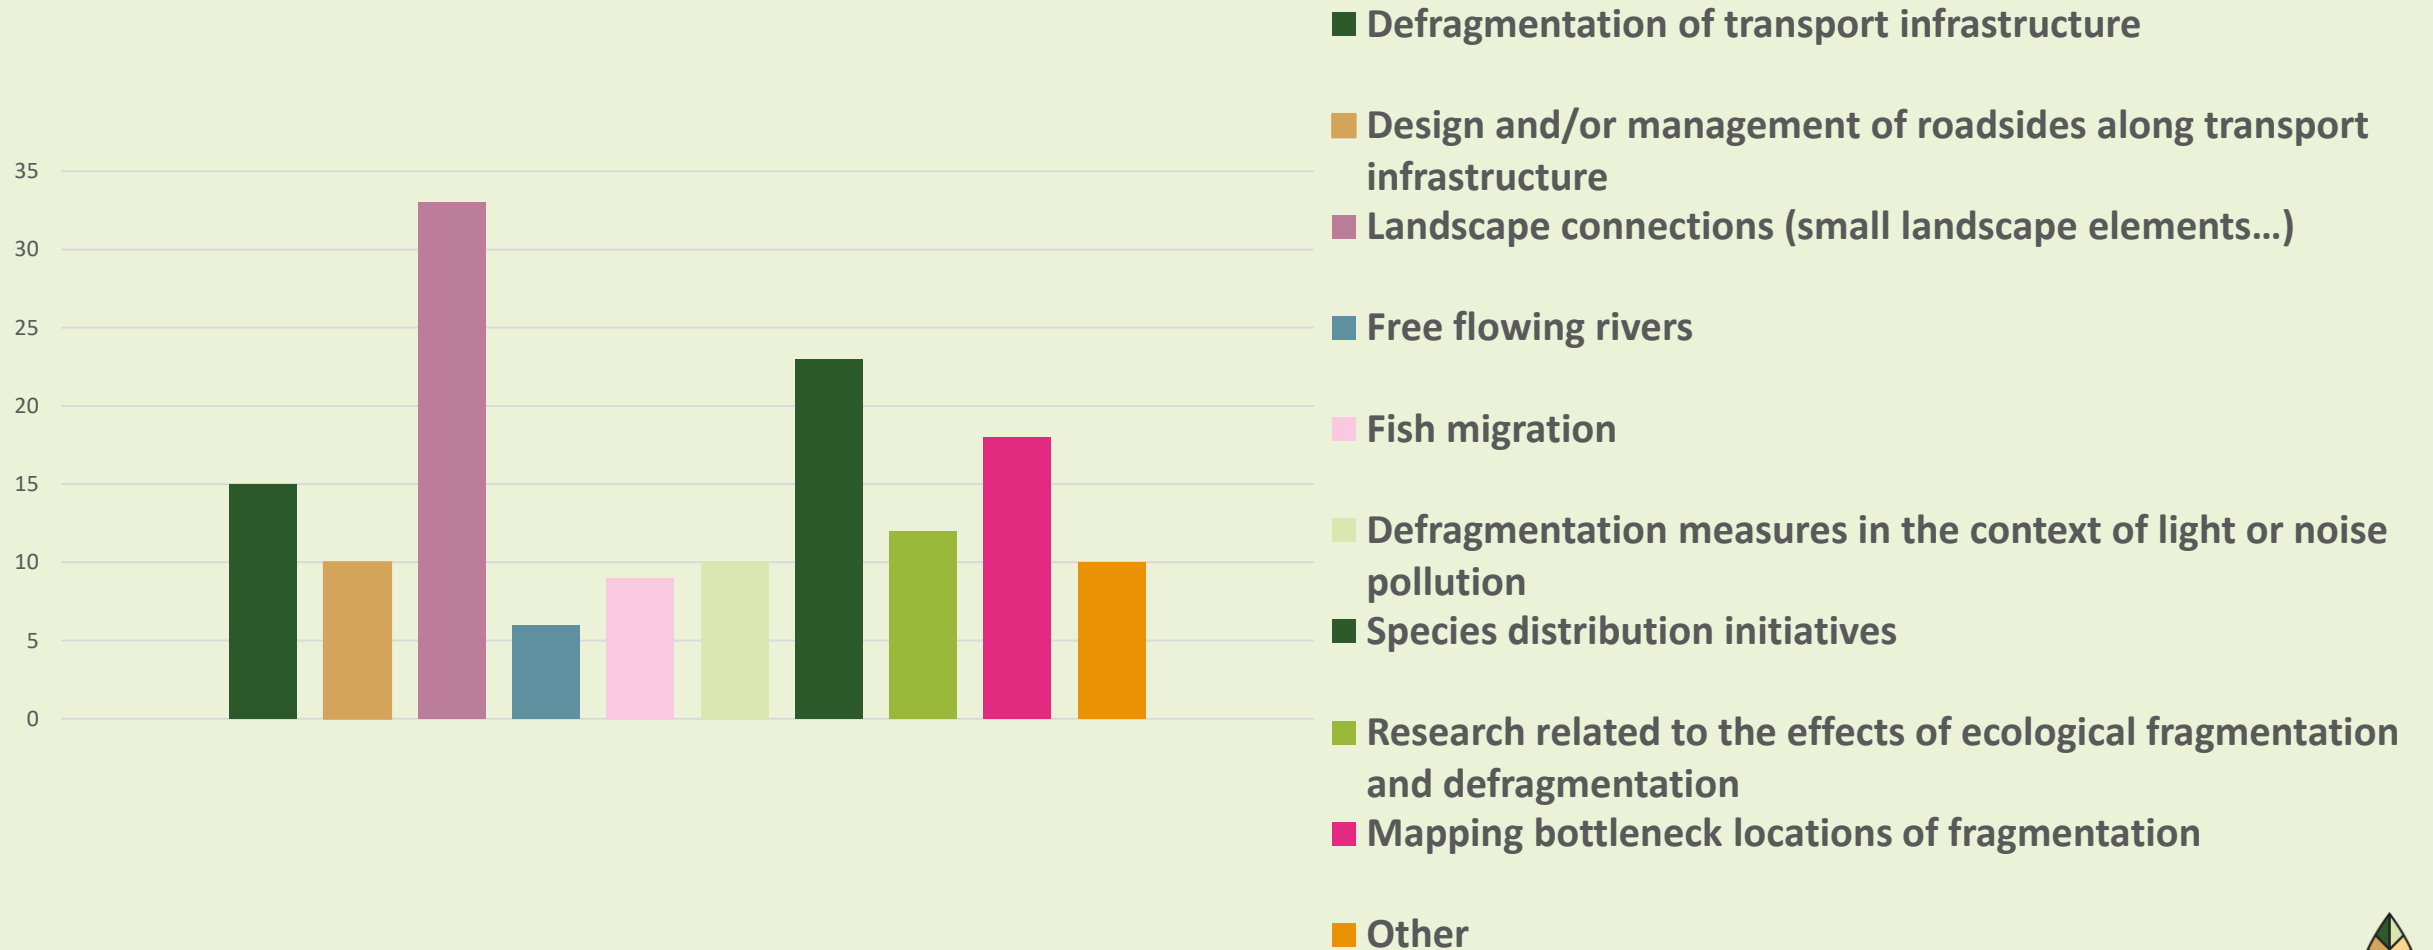 35
30
25
20
15
10
5
0
Defragmentation of transport infrastructure
Design and/or management of roadsides along transport
infrastructure
Landscape connections (small landscape elements…)
Free flowing rivers
Fish migration
Defragmentation measures in the context of light or noise
pollution
Species distribution initiatives
Research related to the effects of ecological fragmentation
and defragmentation
Mapping bottleneck locations of fragmentation
Other